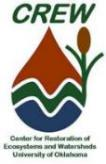 CREW
Center for Restoration of
Ecosystems and Watersheds
University of Oklahoma